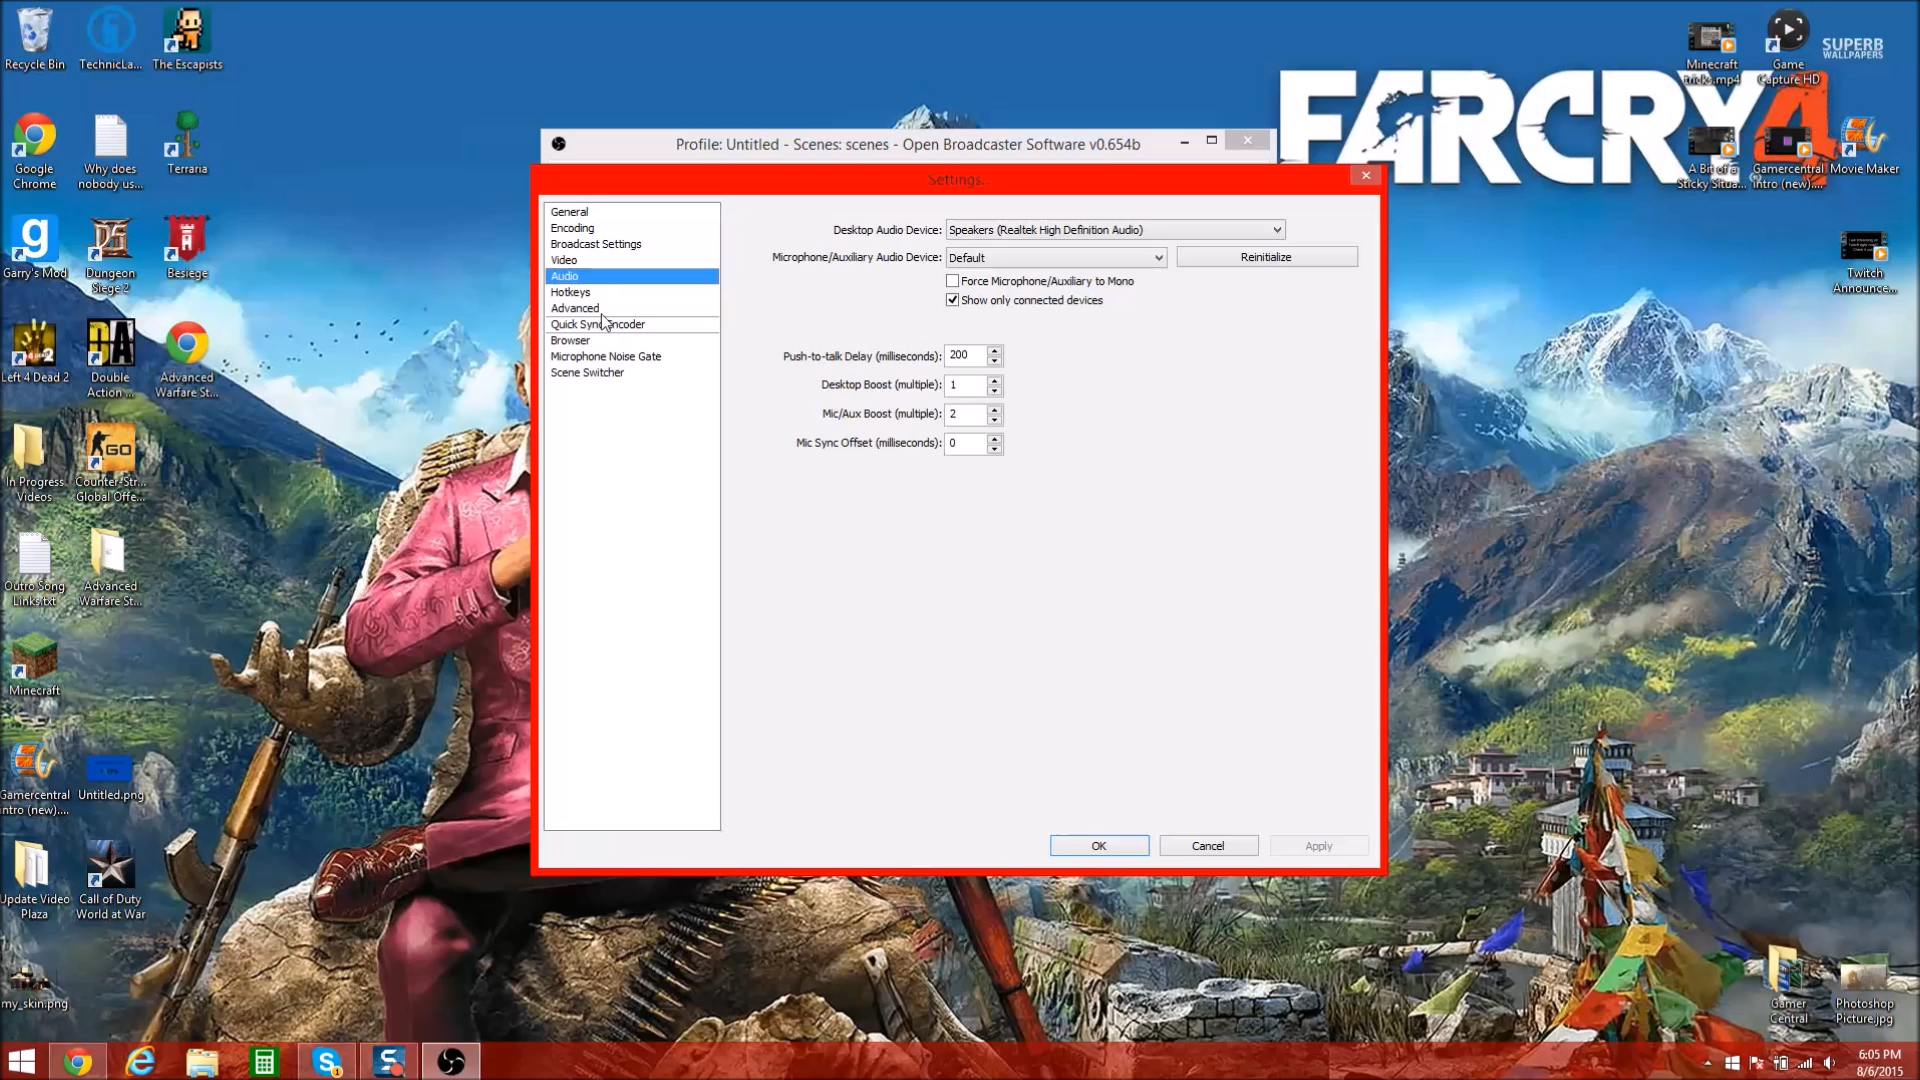 Recycle Bin
TechnicLa...
The Escapists
Google
Chrome
Why does
nobody us...
Terraria
Garry's Mod
Dungeon
Siege 2
Besiege
Left 4 Dead 2
Double
Action ...
Advanced
Warfare St...
In Progress
Videos
Counter-Str...
Global Offe...
Outro Song
Links.txt
Advanced
Warfare St...
Minecraft
Gamercentral
intro (new)....
Untitled.png
Update Video
Plaza
Call of Duty
World at War
my_skin.png
Profile: Untitled - Scenes: scenes - Open Broadcaster Software v0.654b
Settings...
General
Encoding
Broadcast Settings
Video
Audio
Hotkeys
Advanced
Quick Sync Encoder
Browser
Microphone Noise Gate
Scene Switcher
Desktop Audio Device: Speakers (Realtek High Definition Audio)
Microphone/Auxiliary Audio Device: Default Reinitialize
Force Microphone/Auxiliary to Mono
Show only connected devices
Push-to-talk Delay (milliseconds): 200
Desktop Boost (multiple): 1
Mic/Aux Boost (multiple): 2
Mic Sync Offset (milliseconds): 0
OK Cancel Apply
Minecraft
tricks.mp4
Game
Capture HD
SUPERB
WALLPAPERS
FARCRY 4
A Bit of a
Sticky Situa...
Gamercentral
intro (new)....
Movie Maker
Twitch
Announce...
Gamer
Central
Photoshop
Picture.jpg
6:05 PM
8/6/2015